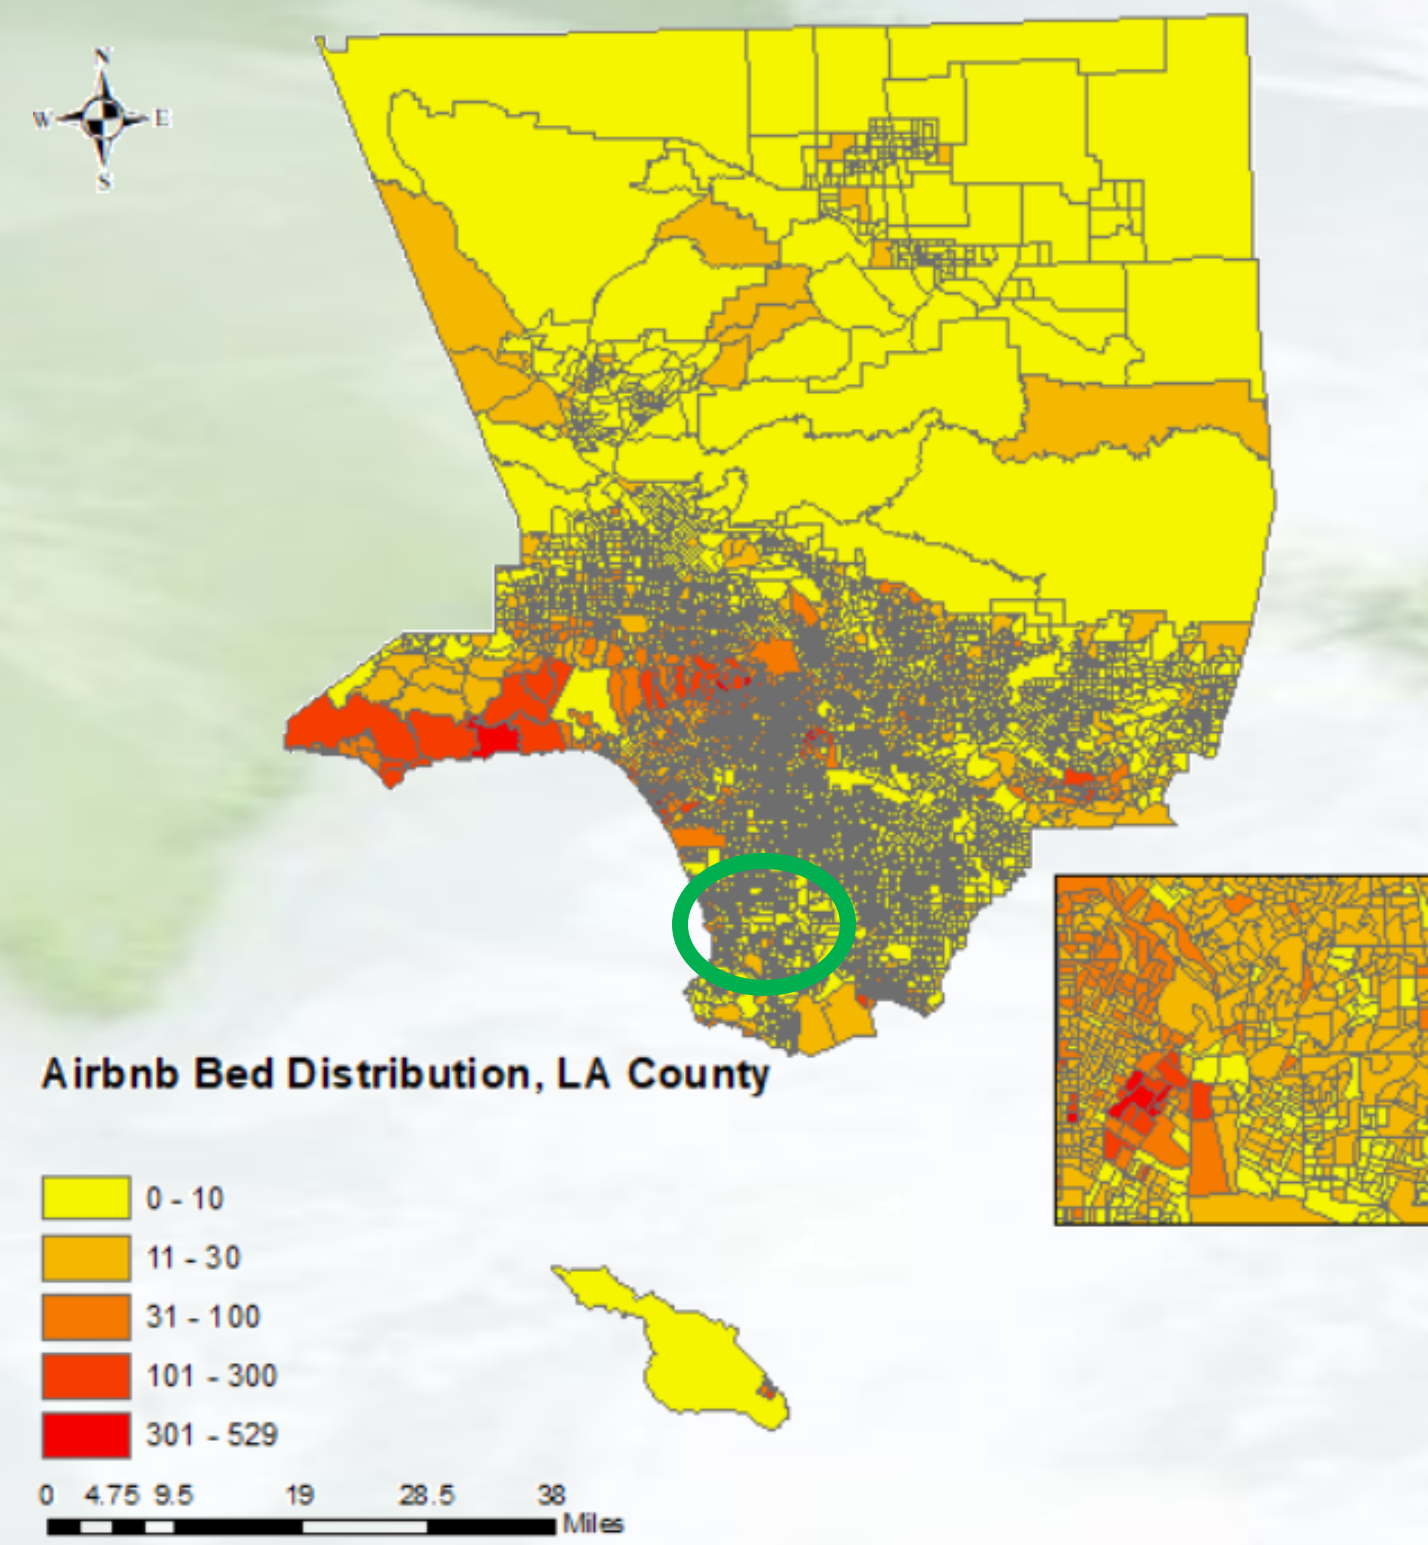 N
W E
S
Airbnb Bed Distribution, LA County
0 - 10
11 - 30
31 - 100
101 - 300
301 - 529
0 4.75 9.5 19 28.5 38
Miles